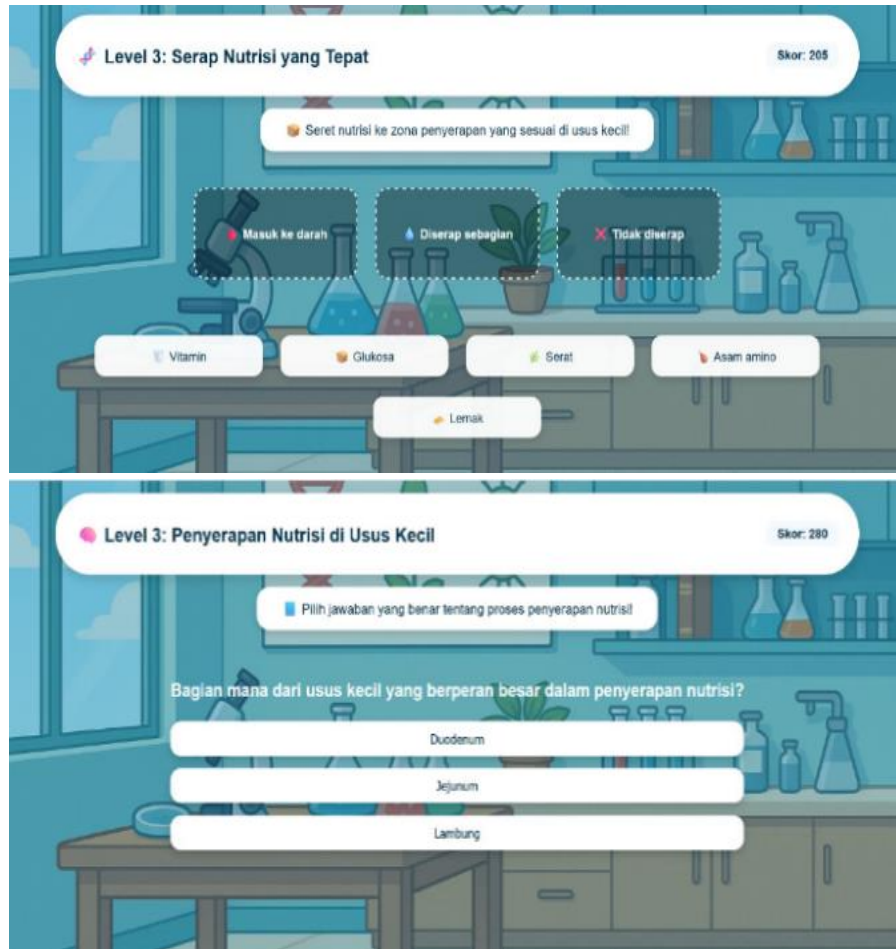 Level 3: Serap Nutrisi yang Tepat
Skor: 205
Seret nutrisi ke zona penyerapan yang sesuai di usus kecil!
Masuk ke darah
Diserap sebagian
Tidak diserap
Vitamin
Glukosa
Serat
Asam amino
Lemak
Level 3: Penyerapan Nutrisi di Usus Kecil
Skor: 280
Pilih jawaban yang benar tentang proses penyerapan nutrisi!
Bagian mana dari usus kecil yang berperan besar dalam penyerapan nutrisi?
Duodenum
Jejunum
Lambung